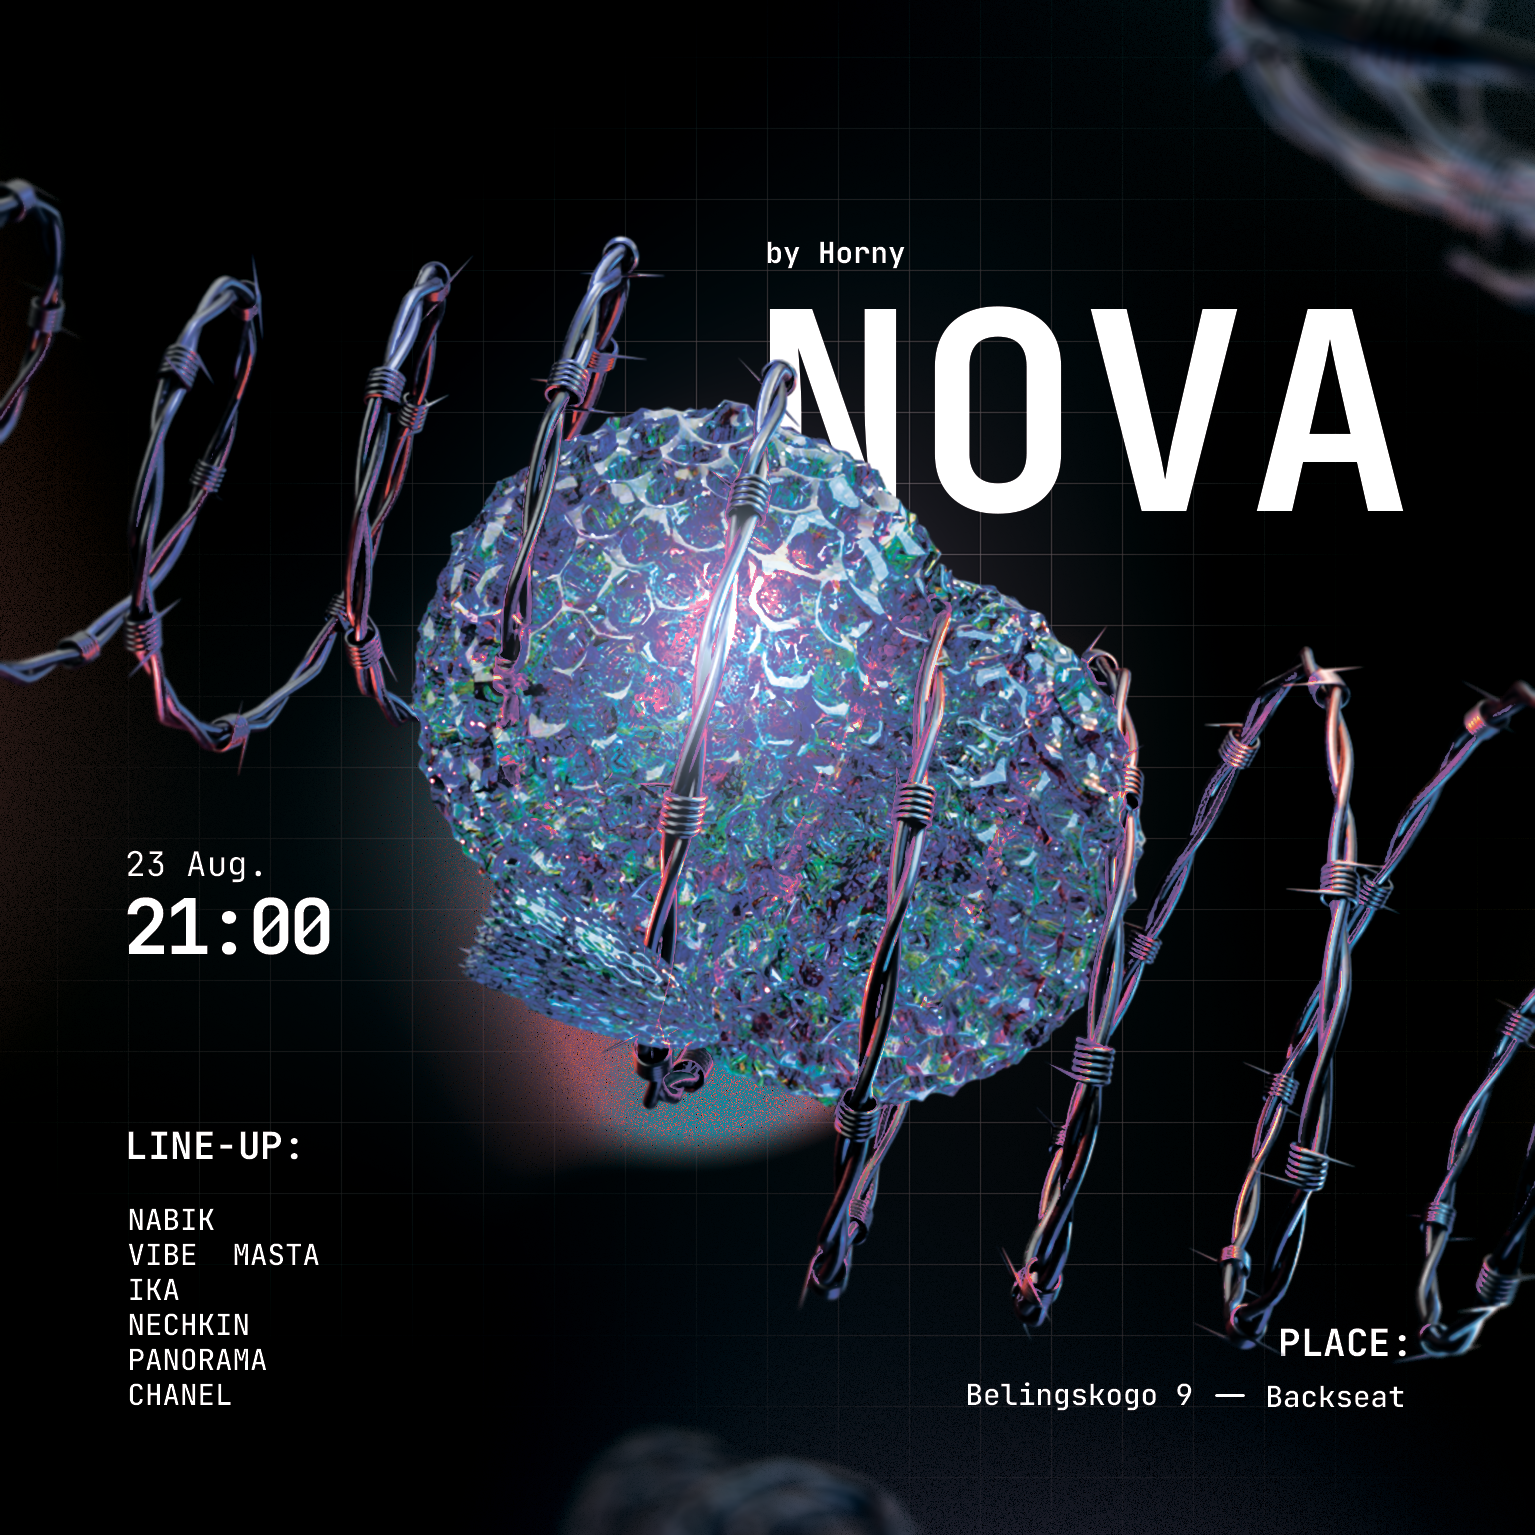 by Horny
NOVA
23 Aug.
21:00
LINE-UP:
NABIK
VIBE MASTA
IKA
NECHKIN
PANORAMA
CHANEL
PLACE:
Belingskogo 9 — Backseat